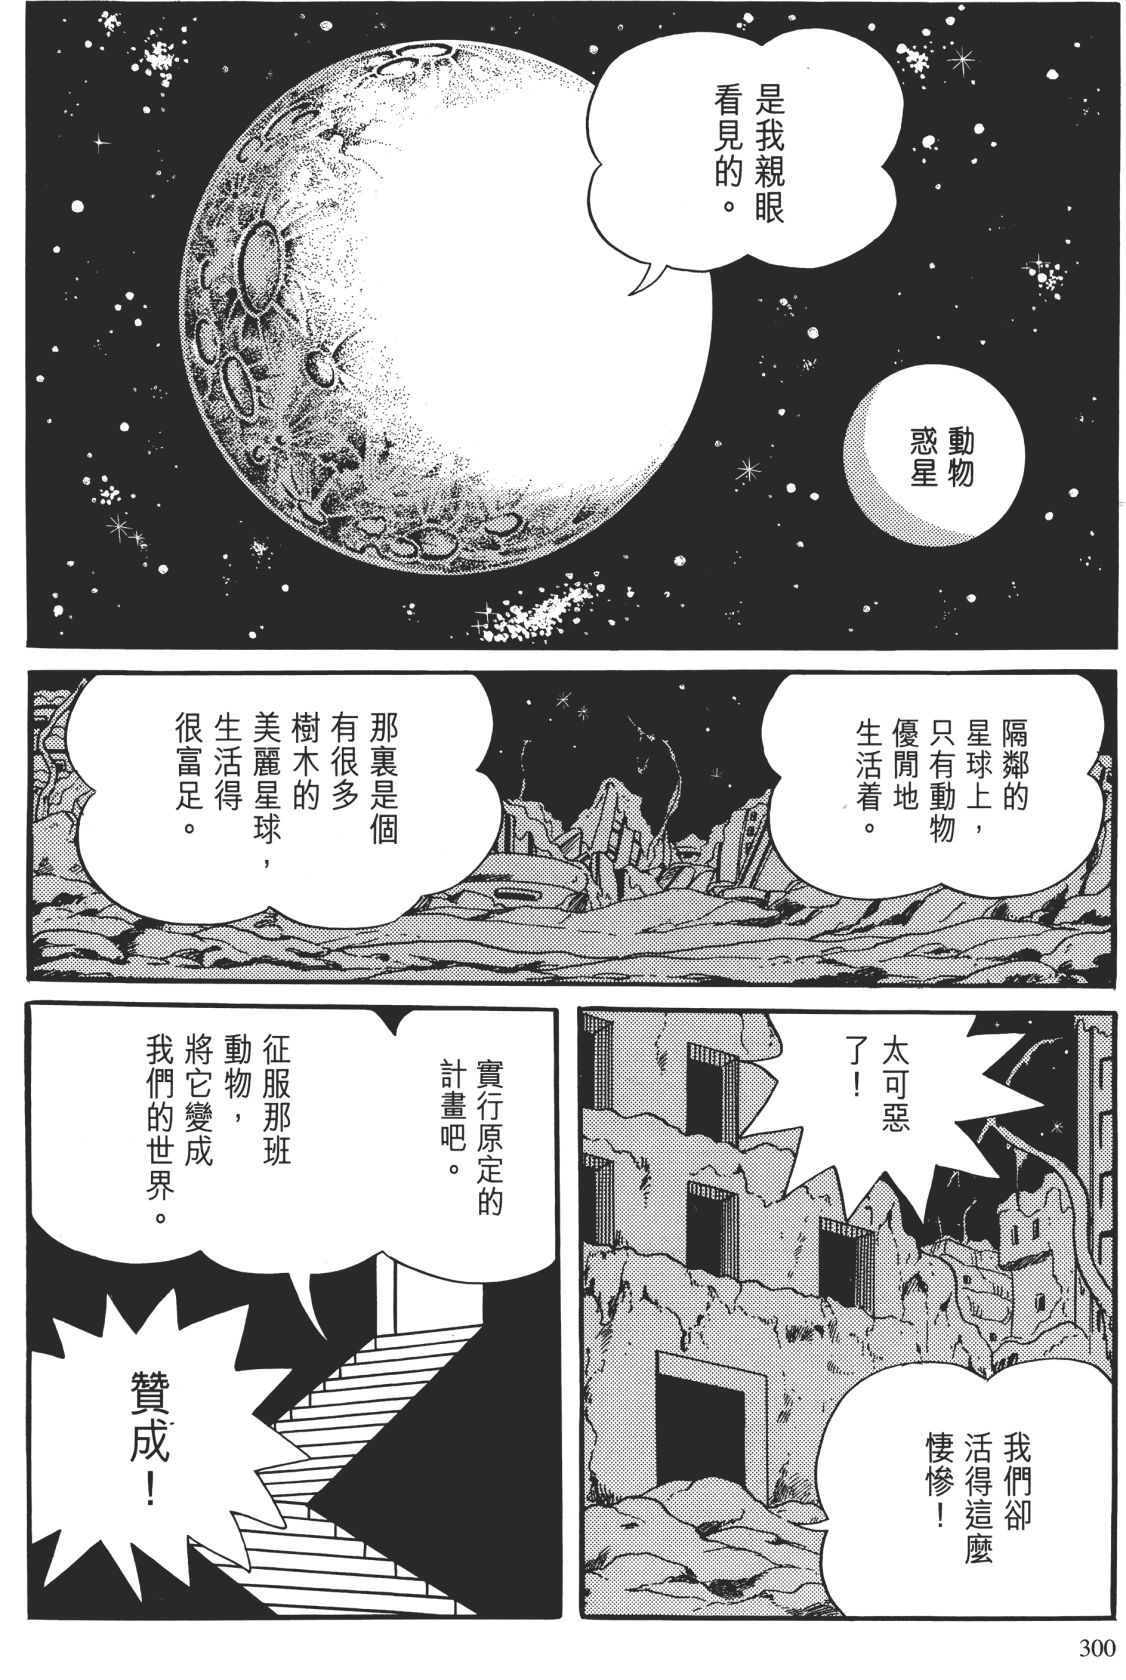 是我親眼
看見的。
動物
惑星
隔鄰的
星球上，
只有動物
優閒地
生活着。
那裏是個
有很多
樹木的
美麗星球，
生活得
很富足。
太可惡
了！
我們卻
活得這麼
悽慘！
實行原定的
計畫吧。
征服那班
動物，
將它變成
我們的世界。
贊成！
300